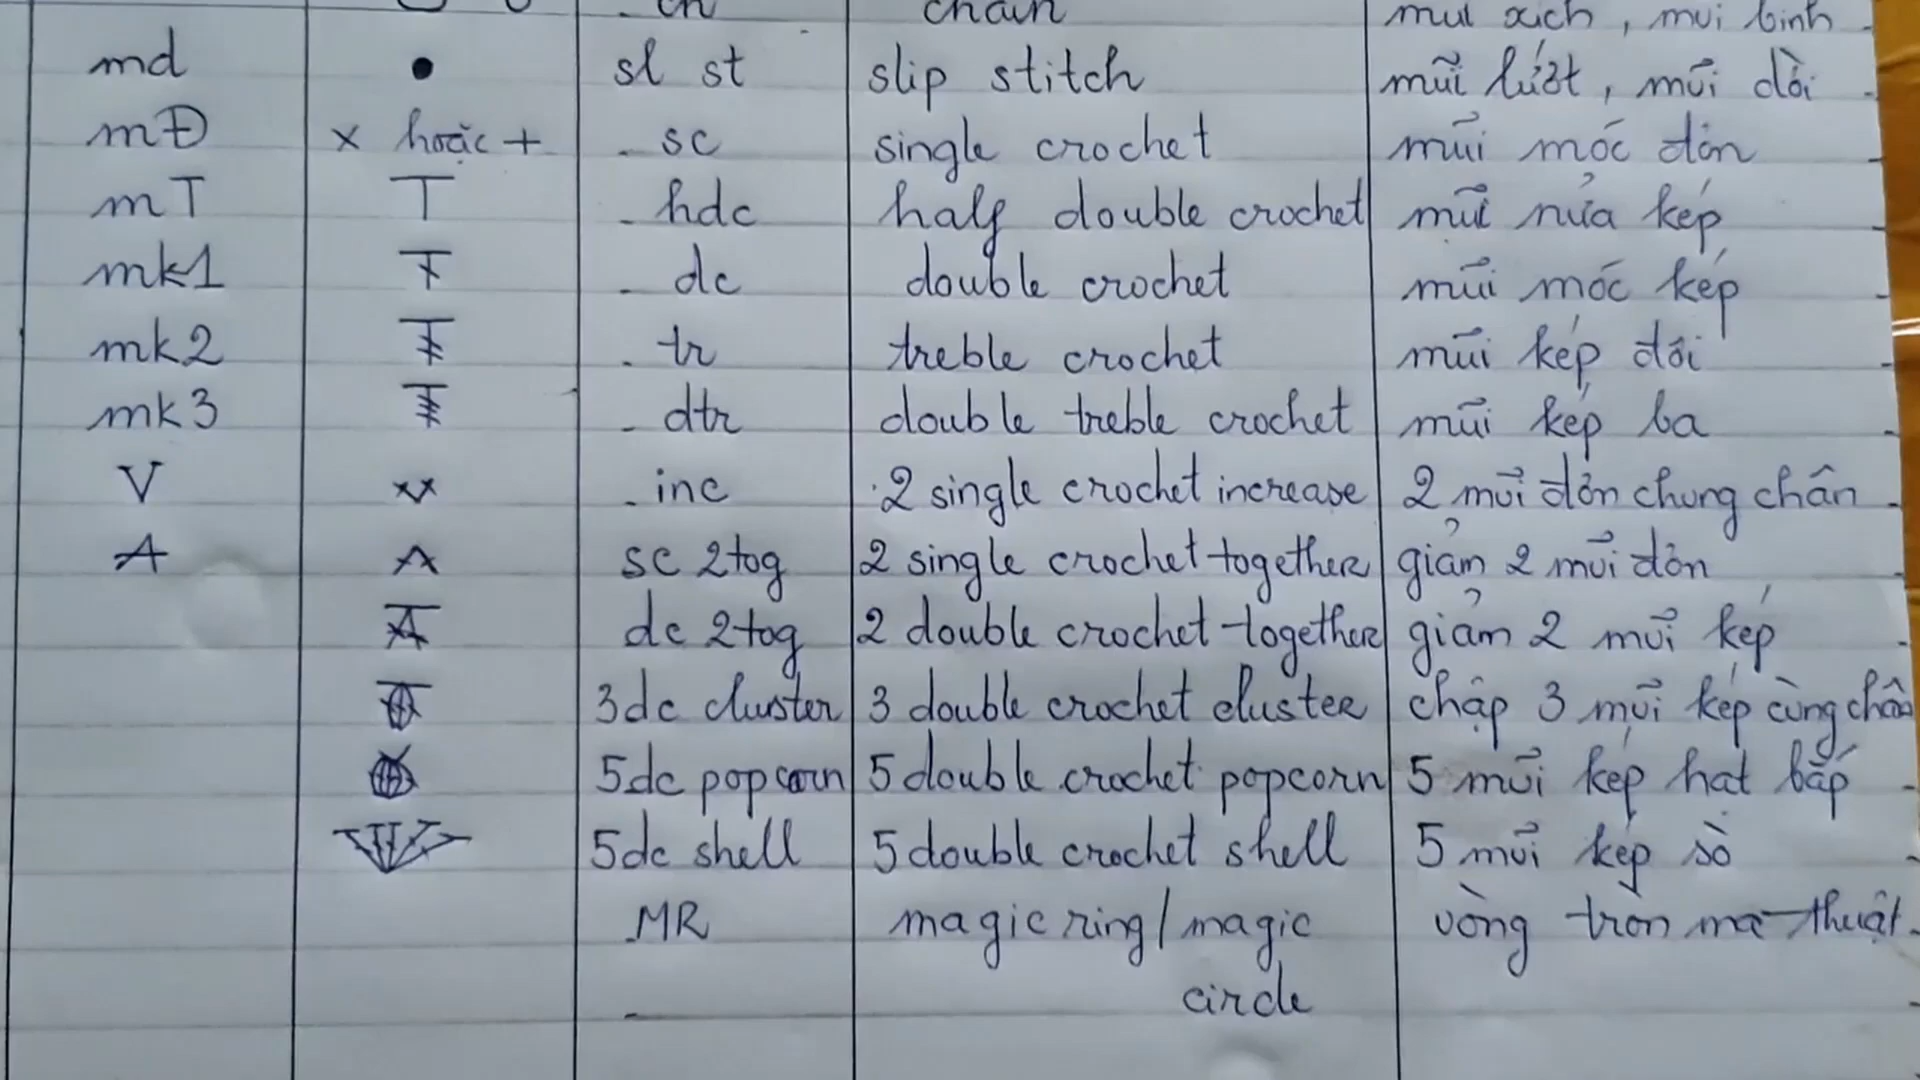 ch chain mũi xích, mũi bính
md ● sl st slip stitch mũi lướt, mũi dời
mĐ x hoặc + sc single crochet mũi móc đơn
mT T hdc half double crochet mũi nửa kép
mk1 dc double crochet mũi móc kép
mk2 tr treble crochet mũi kép đôi
mk3 dtr double treble crochet mũi kép ba
V inc 2 single crochet increase 2 mũi đơn chung chân
A sc 2tog 2 single crochet together giảm 2 mũi đơn
dc 2tog 2 double crochet together giảm 2 mũi kép
3dc cluster 3 double crochet cluster chập 3 mũi kép cùng chân
5dc popcorn 5 double crochet popcorn 5 mũi kép hạt bắp
5dc shell 5 double crochet shell 5 mũi kép sò
MR magic ring/magic vòng tròn ma thuật
circle